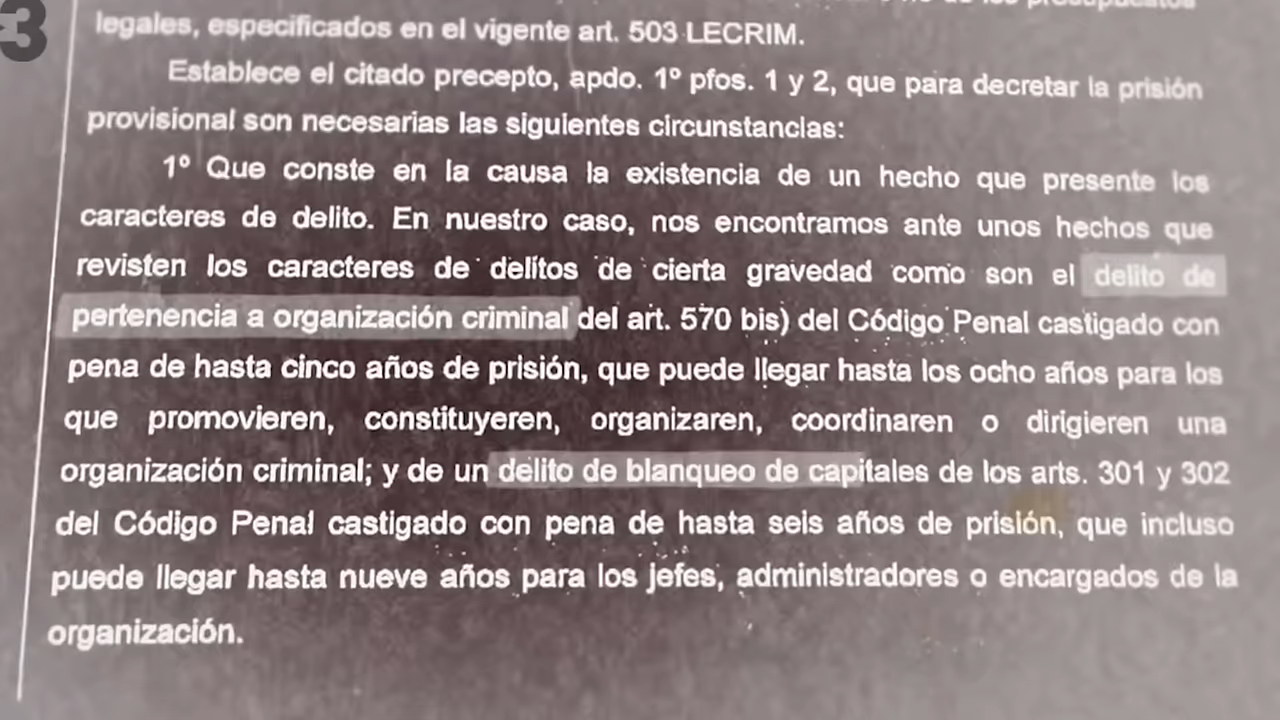 3
legales, especificados en el vigente art. 503 LECRIM.
Establece el citado precepto, apdo. 1º pfos. 1 y 2, que para decretar la prisión
provisional son necesarias las siguientes circunstancias:
1º Que conste en la causa la existencia de un hecho que presente los
caracteres de delito. En nuestro caso, nos encontramos ante unos hechos que
revisten los caracteres de delitos de cierta gravedad como son el delito de
pertenencia a organización criminal del art. 570 bis) del Código Penal castigado con
pena de hasta cinco años de prisión, que puede llegar hasta los ocho años para los
que promovieren, constituyeren, organizaren, coordinaren o dirigieren una
organización criminal; y de un delito de blanqueo de capitales de los arts. 301 y 302
del Código Penal castigado con pena de hasta seis años de prisión, que incluso
puede llegar hasta nueve años para los jefes, administradores o encargados de la
organización.